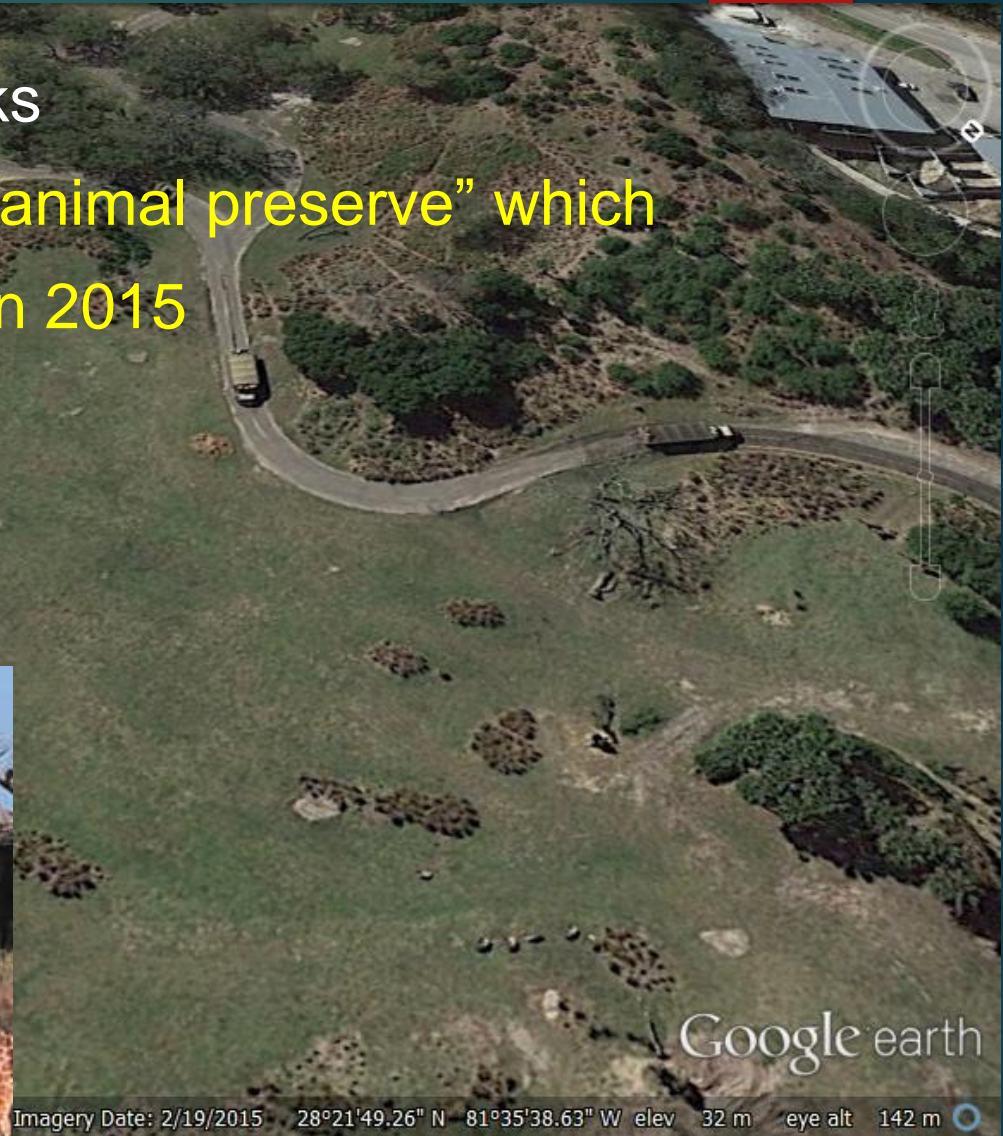 ks
animal preserve” which
n 2015
N
Google earth
Imagery Date: 2/19/2015 28°21'49.26" N 81°35'38.63" W elev 32 m eye alt 142 m